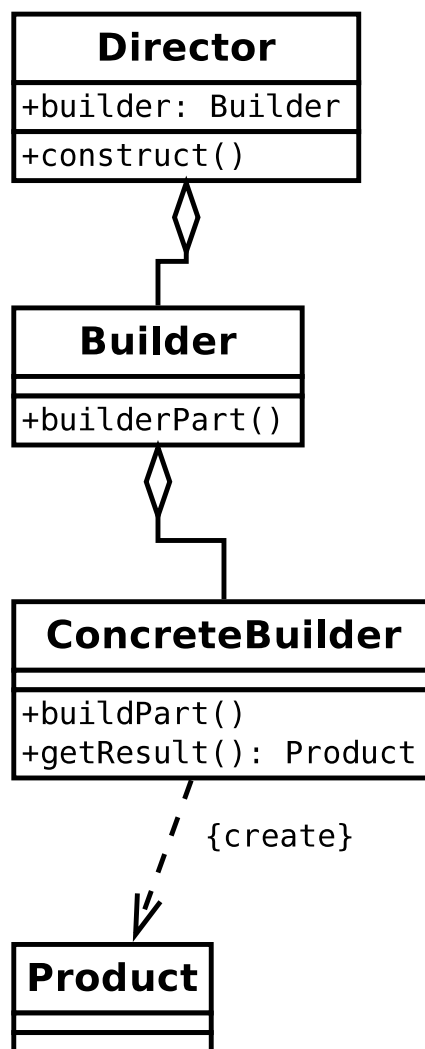 Director
+builder: Builder
+construct()
Builder
+builderPart()
ConcreteBuilder
+buildPart()
+getResult(): Product
{create}
Product